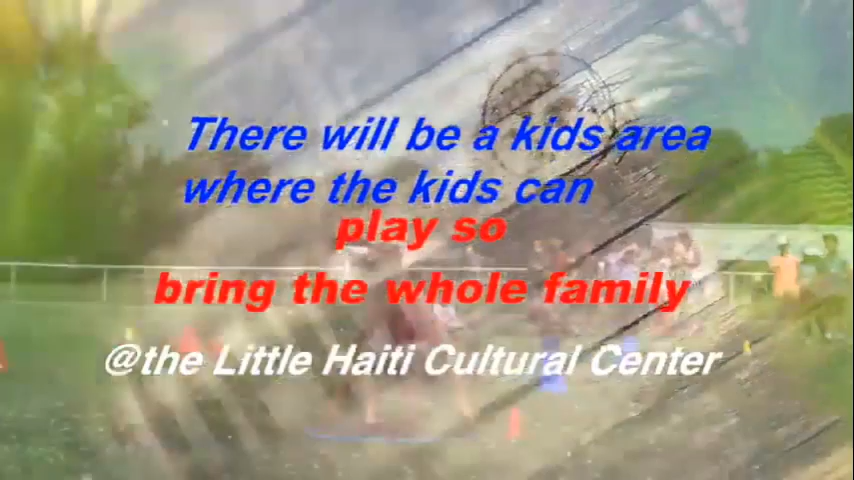 There will be a kids area
where the kids can
play so
bring the whole family
@the Little Haiti Cultural Center